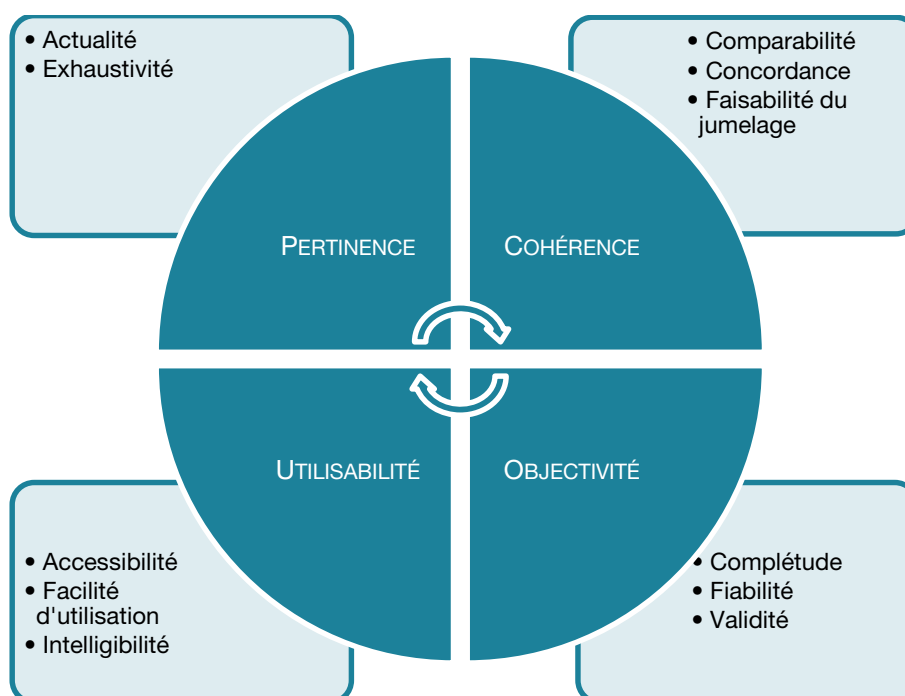 • Actualité
• Exhaustivité
• Comparabilité
• Concordance
• Faisabilité du
jumelage
PERTINENCE
COHÉRENCE
UTILISABILITÉ
OBJECTIVITÉ
• Accessibilité
• Facilité
d'utilisation
• Intelligibilité
• Complétude
• Fiabilité
• Validité